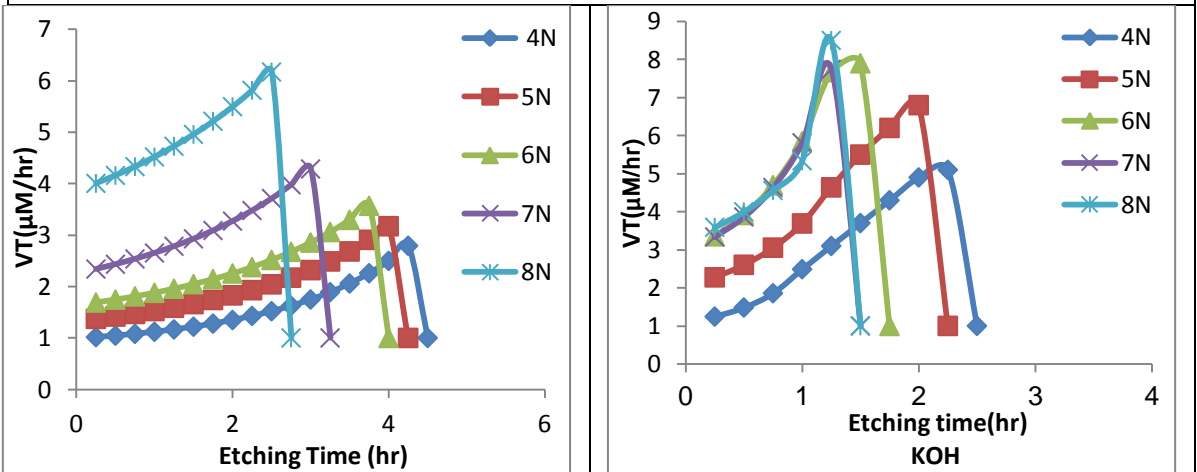 7
6
5
4
3
2
1
0
0 2 4 6
VT(µM/hr)
Etching Time (hr)
4N
5N
6N
7N
8N
9
8
7
6
5
4
3
2
1
0
0 1 2 3 4
VT(µM/hr)
Etching time(hr)
KOH
4N
5N
6N
7N
8N